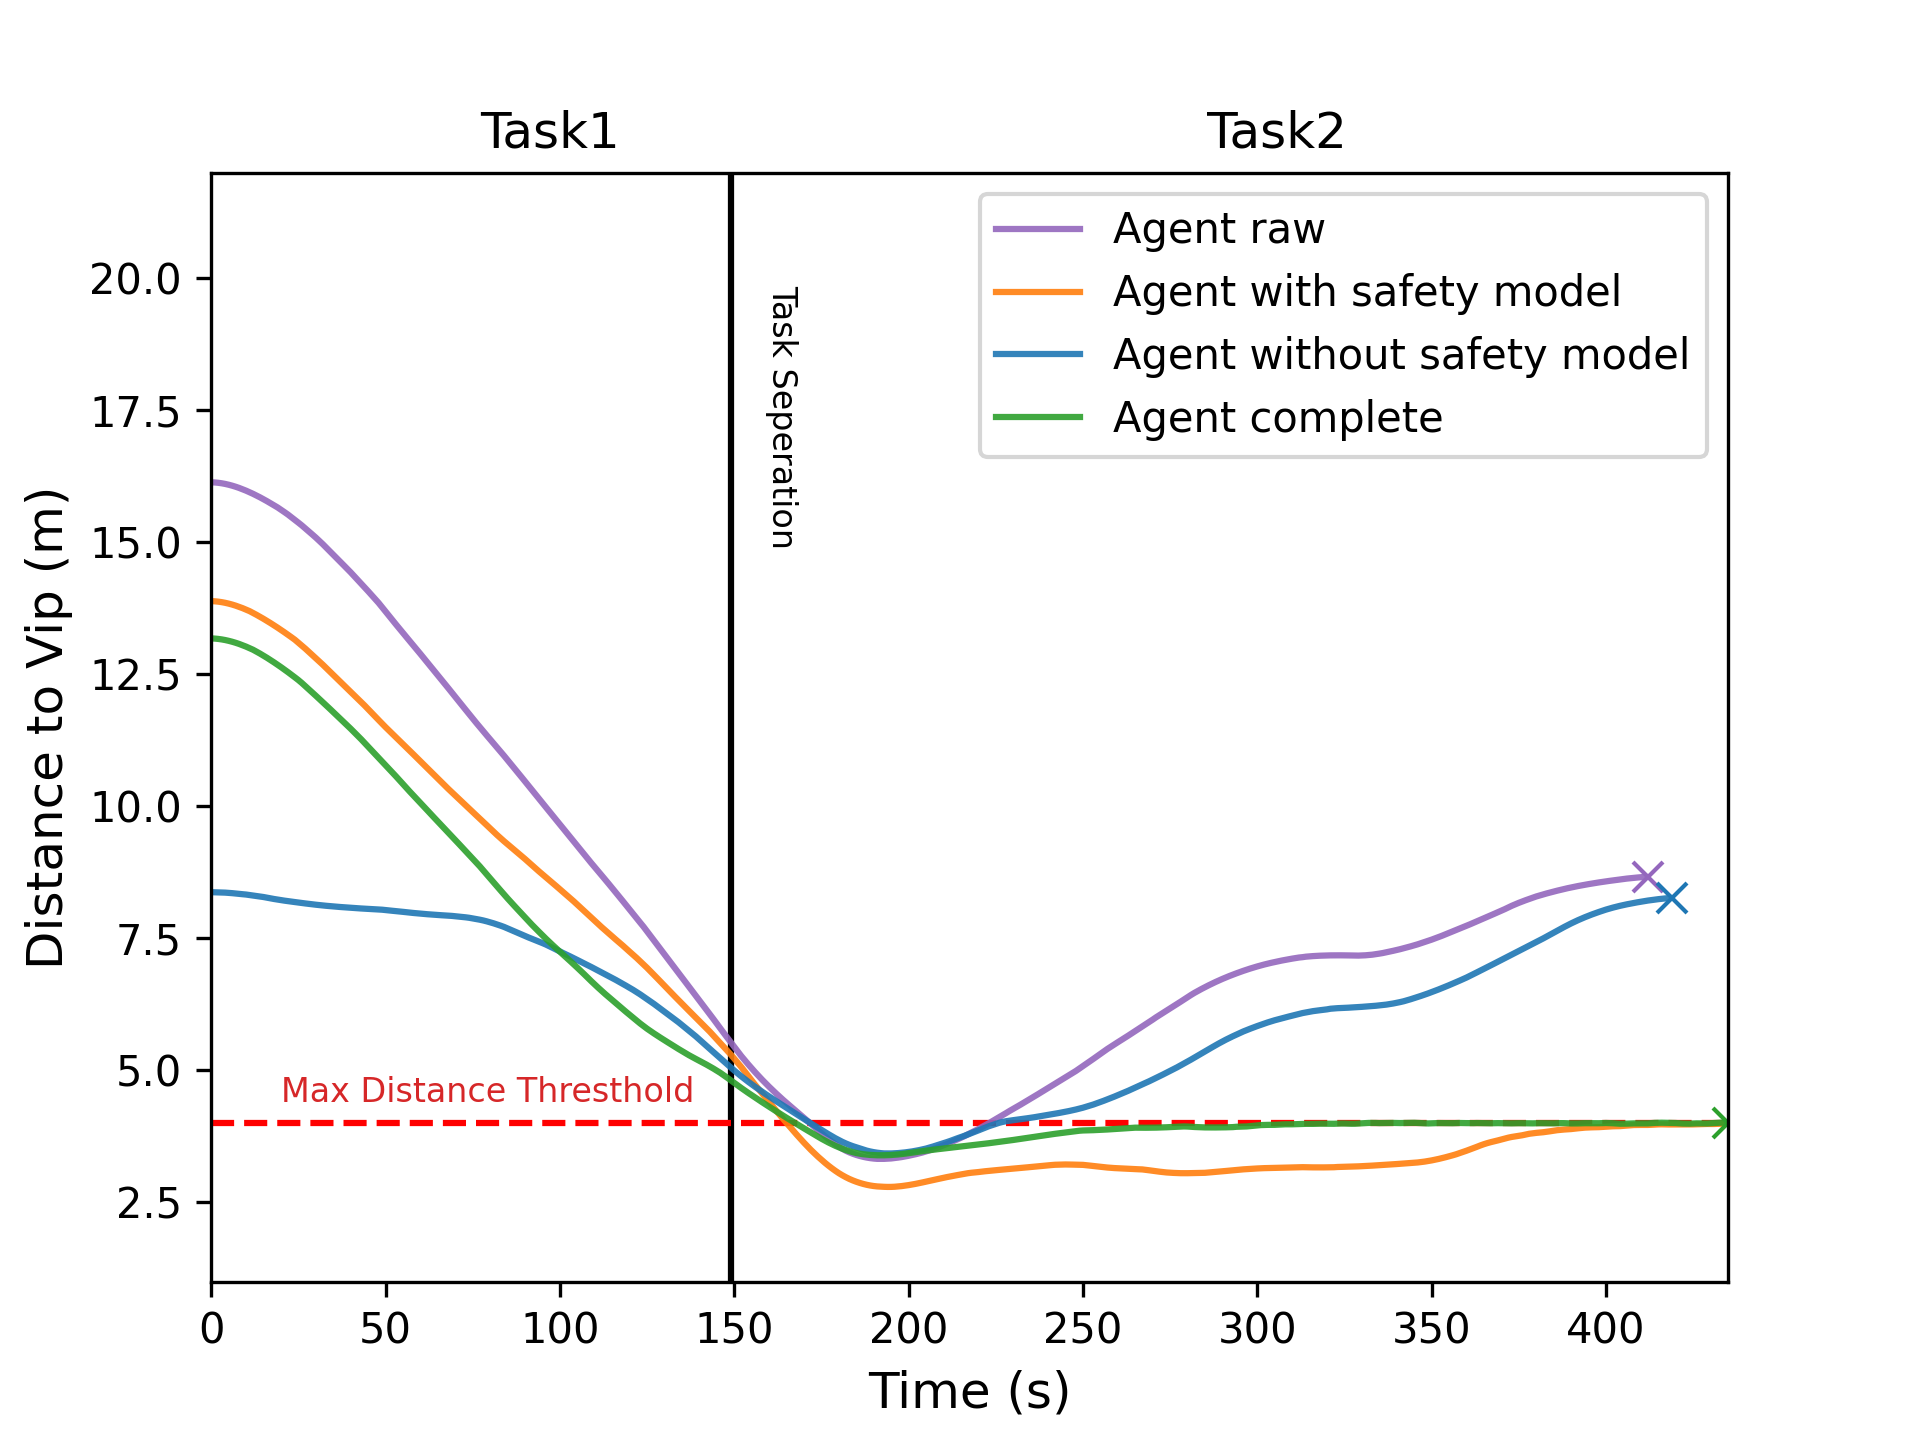 Task1
Task2
Agent raw
Agent with safety model
Agent without safety model
Agent complete
Task Seperation
Max Distance Thresthold
Distance to Vip (m)
20.0
17.5
15.0
12.5
10.0
7.5
5.0
2.5
0 50 100 150 200 250 300 350 400
Time (s)